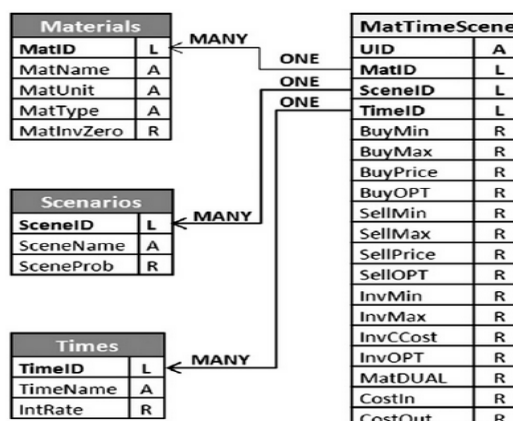 Materials
MatID L
MatName A
MatUnit A
MatType A
MatInvZero R
MANY
ONE
ONE
ONE
Scenarios
SceneID L
SceneName A
SceneProb R
MANY
Times
TimeID L
TimeName A
IntRate R
MANY
MatTimeScene
UID A
MatID L
SceneID L
TimeID L
BuyMin R
BuyMax R
BuyPrice R
BuyOPT R
SellMin R
SellMax R
SellPrice R
SellOPT R
InvMin R
InvMax R
InvCCost R
InvOPT R
MatDUAL R
CostIn R
CostOut R